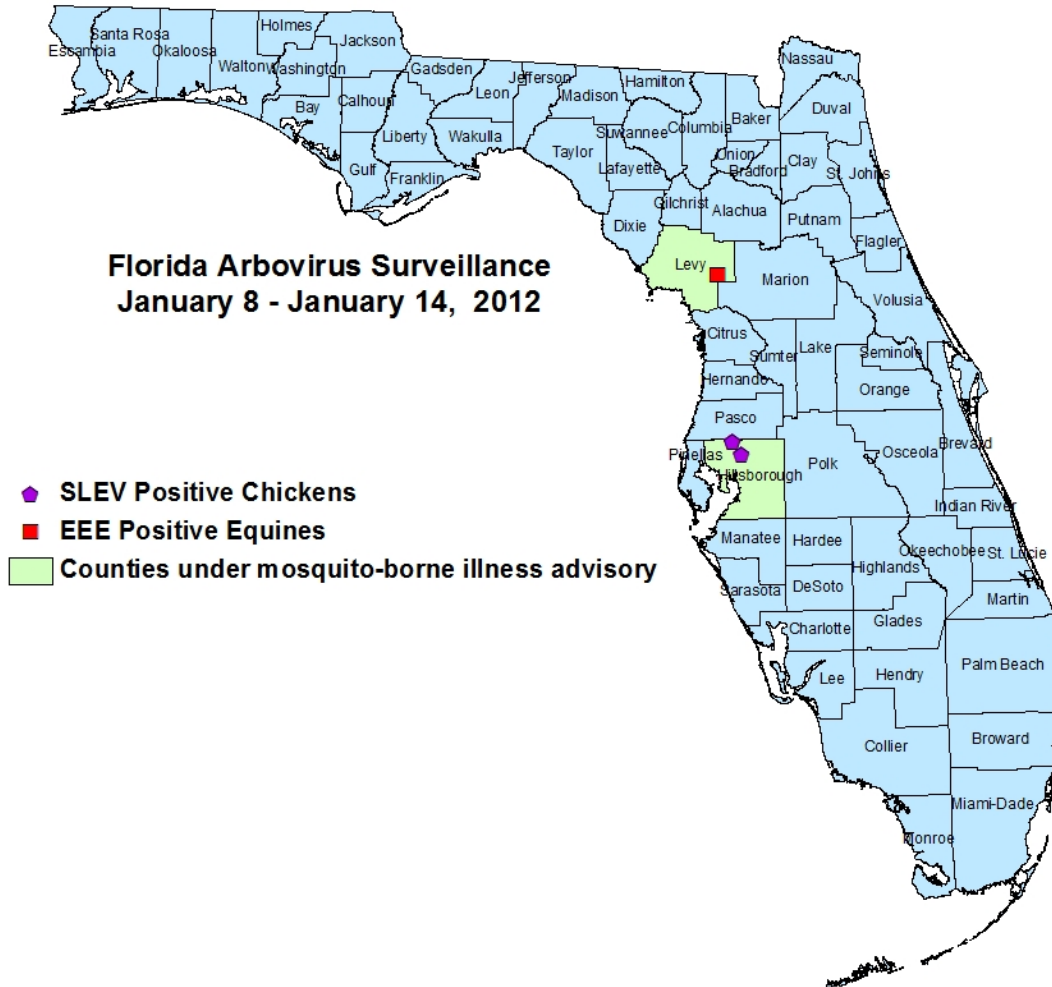 Holmes
Jackson
Nassau
Santa Rosa
Escambia
Okaloosa
Walton
Washington
Gadsden
Jefferson
Hamilton
Leon
Madison
Bay
Calhoun
Duval
Baker
Columbia
Liberty
Wakulla
Suwannee
Taylor
Union
Lafayette
Bradford
Clay
St. Johns
Gulf
Franklin
Gilchrist
Alachua
Putnam
Dixie
Flagler
Florida Arbovirus Surveillance
January 8 - January 14, 2012
Levy
Marion
Volusia
Citrus
Sumter
Lake
Seminole
Hernando
Orange
Pasco
Pinellas
Hillsborough
Polk
Osceola
Brevard
SLEV Positive Chickens
EEE Positive Equines
Counties under mosquito-borne illness advisory
Indian River
Manatee
Hardee
Okeechobee
St. Lucie
Highlands
Sarasota
DeSoto
Martin
Charlotte
Glades
Palm Beach
Lee
Hendry
Collier
Broward
Miami-Dade
Monroe